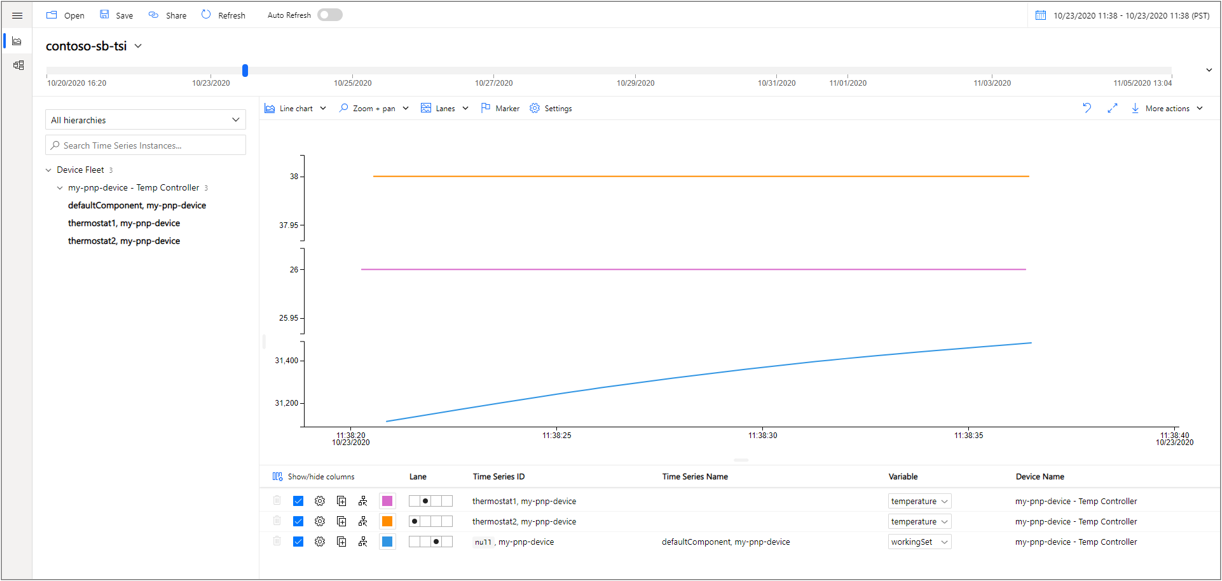 Open Save Share Refresh Auto Refresh 10/23/2020 11:38 - 10/23/2020 11:38 (PST)
contoso-sb-tsi
10/20/2020 16:20 10/23/2020 10/25/2020 10/27/2020 10/29/2020 10/31/2020 11/01/2020 11/03/2020 11/05/2020 13:04
Line chart Zoom + pan Lanes Marker Settings More actions
All hierarchies
Search Time Series Instances...
Device Fleet 3
my-pnp-device - Temp Controller 3
defaultComponent, my-pnp-device
thermostat1, my-pnp-device
thermostat2, my-pnp-device
38
37.95
26
25.95
31,400
31,200
11:38:20 11:38:25 11:38:30 11:38:35 11:38:40
10/23/2020 10/23/2020
Show/hide columns Lane Time Series ID Time Series Name Variable Device Name
thermostat1, my-pnp-device temperature my-pnp-device - Temp Controller
thermostat2, my-pnp-device temperature my-pnp-device - Temp Controller
null, my-pnp-device defaultComponent, my-pnp-device workingSet my-pnp-device - Temp Controller